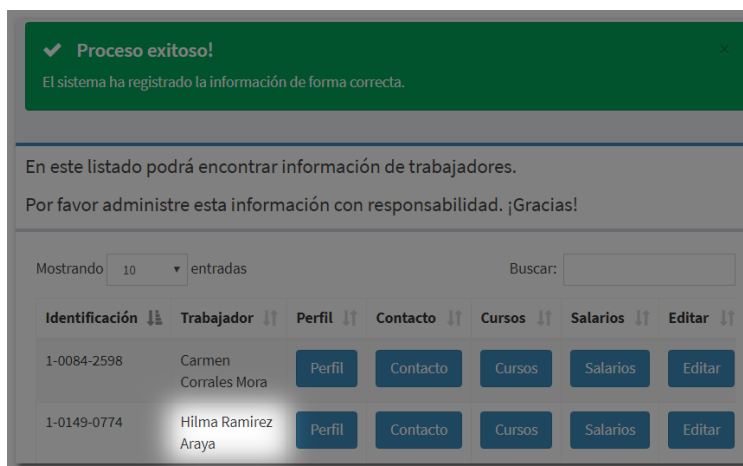 ✔ Proceso exitoso! ×
El sistema ha registrado la información de forma correcta.
En este listado podrá encontrar información de trabajadores.
Por favor administre esta información con responsabilidad. ¡Gracias!
Mostrando 10 entradas Buscar:
Identificación Trabajador Perfil Contacto Cursos Salarios Editar
1-0084-2598 Carmen Perfil Contacto Cursos Salarios Editar
Corrales Mora
1-0149-0774 Hilma Ramirez Perfil Contacto Cursos Salarios Editar
Araya